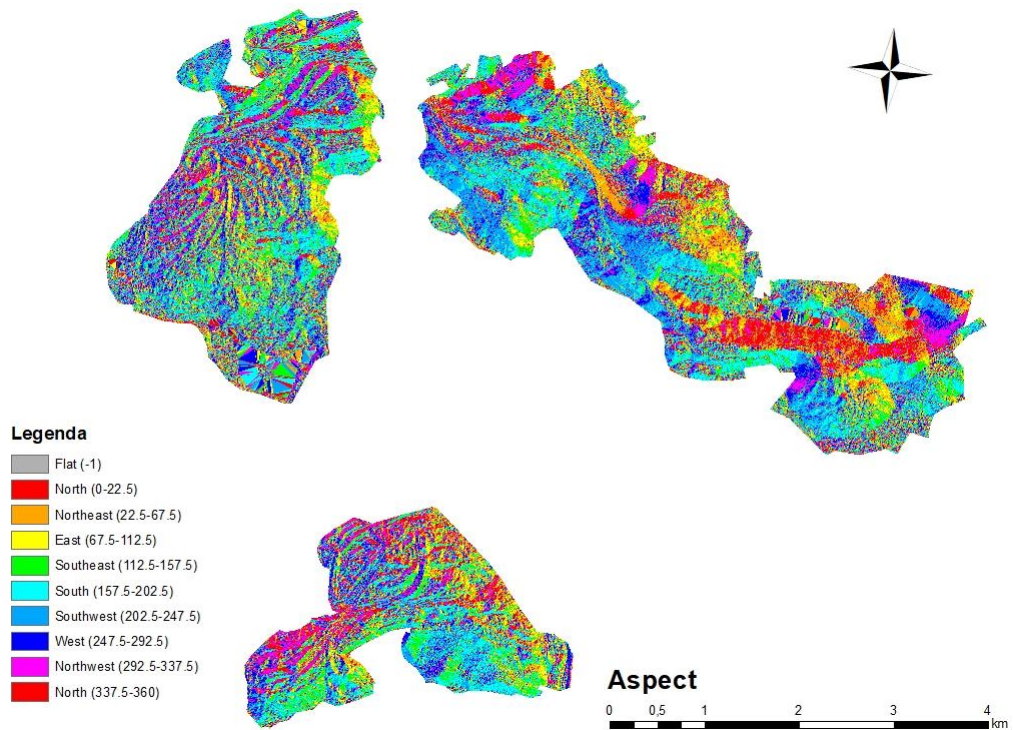 Legenda
Flat (-1)
North (0-22.5)
Northeast (22.5-67.5)
East (67.5-112.5)
Southeast (112.5-157.5)
South (157.5-202.5)
Southwest (202.5-247.5)
West (247.5-292.5)
Northwest (292.5-337.5)
North (337.5-360)
Aspect
0 0,5 1 2 3 4
km